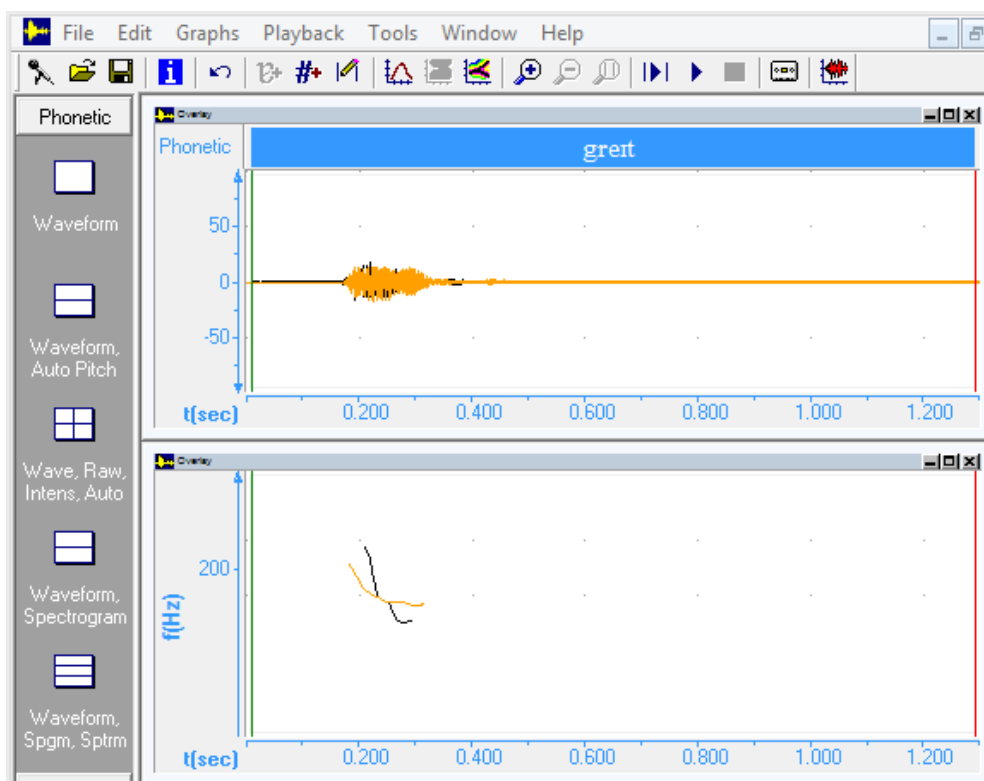 File Edit Graphs Playback Tools Window Help
Phonetic
Waveform
Waveform,
Auto Pitch
Wave, Raw,
Intens, Auto
Waveform,
Spectrogram
Waveform,
Spgm, Sptrm
Overlay
Phonetic
greɪt
50
0
-50
t(sec) 0.200 0.400 0.600 0.800 1.000 1.200
Overlay
200
f(Hz)
t(sec) 0.200 0.400 0.600 0.800 1.000 1.200